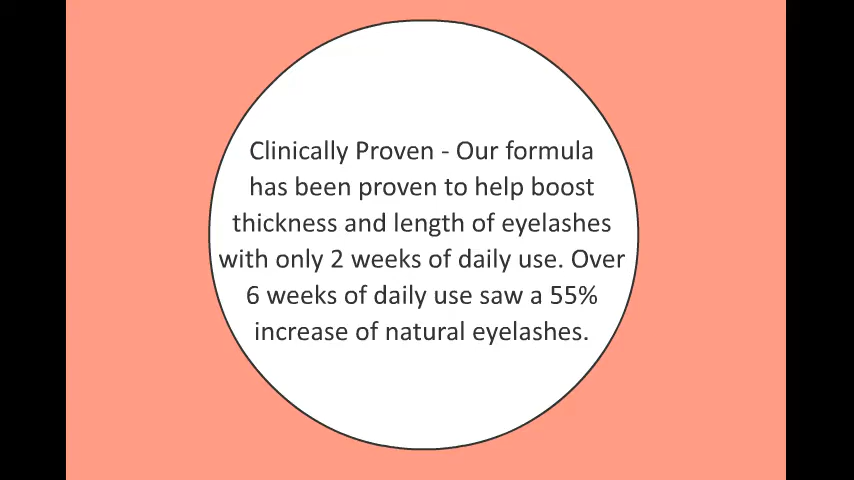 Clinically Proven - Our formula
has been proven to help boost
thickness and length of eyelashes
with only 2 weeks of daily use. Over
6 weeks of daily use saw a 55%
increase of natural eyelashes.